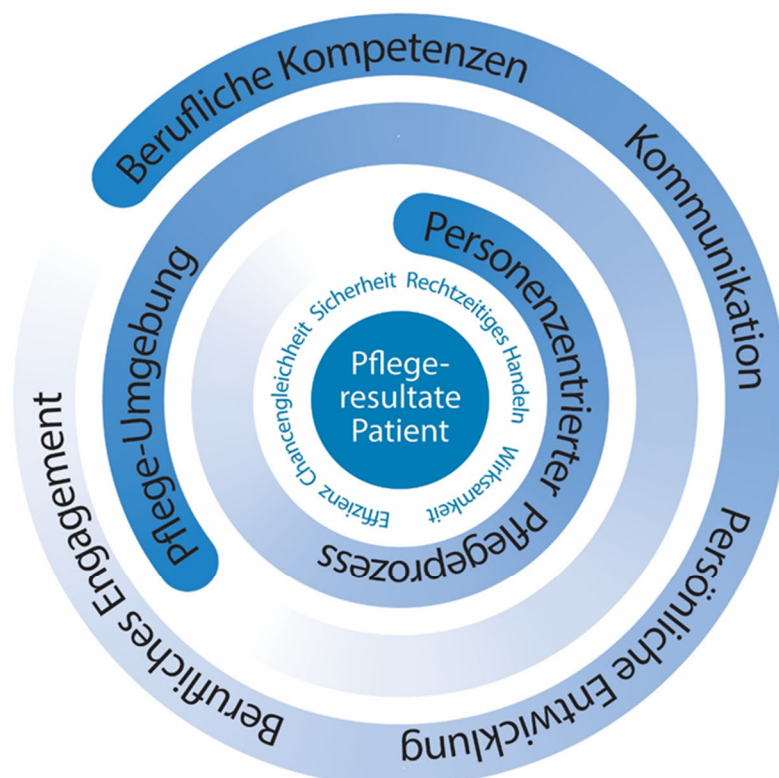 Berufliche Kompetenzen
Kommunikation
Persönliche Entwicklung
Berufliches Engagement
Pflege-Umgebung
Personenzentrierter Pflegeprozess
Sicherheit
Rechtzeitiges Handeln
Wirksamkeit
Effizienz
Chancengleichheit
Pflege-
resultate
Patient